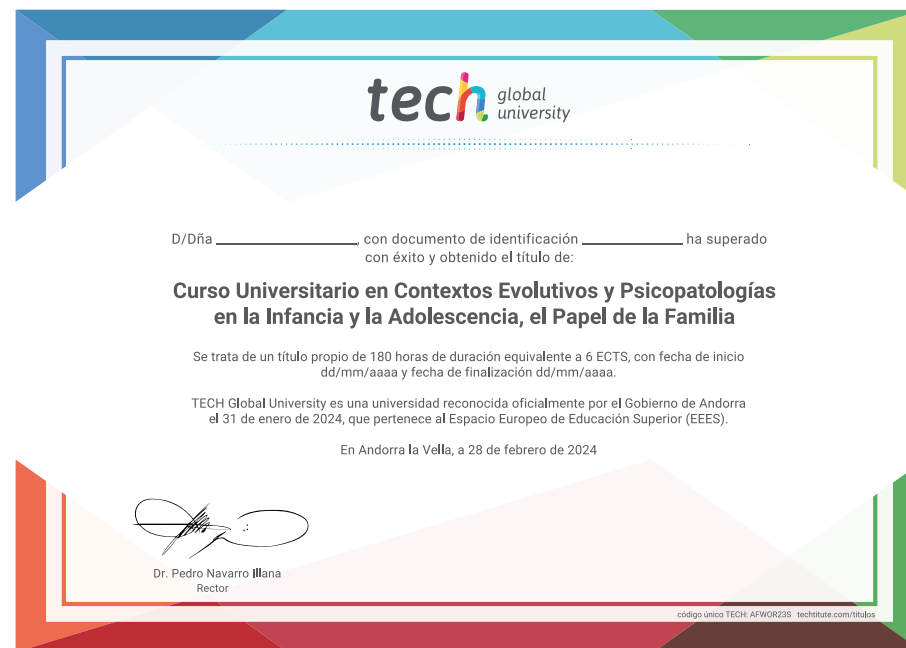 tech global university
D/Dña ____________, con documento de identificación ____________ ha superado
con éxito y obtenido el título de:
Curso Universitario en Contextos Evolutivos y Psicopatologías
en la Infancia y la Adolescencia, el Papel de la Familia
Se trata de un título propio de 180 horas de duración equivalente a 6 ECTS, con fecha de inicio
dd/mm/aaaa y fecha de finalización dd/mm/aaaa.
TECH Global University es una universidad reconocida oficialmente por el Gobierno de Andorra
el 31 de enero de 2024, que pertenece al Espacio Europeo de Educación Superior (EEES).
En Andorra la Vella, a 28 de febrero de 2024
Dr. Pedro Navarro Illana
Rector
código único TECH: AFWOR23S techtitute.com/titulos